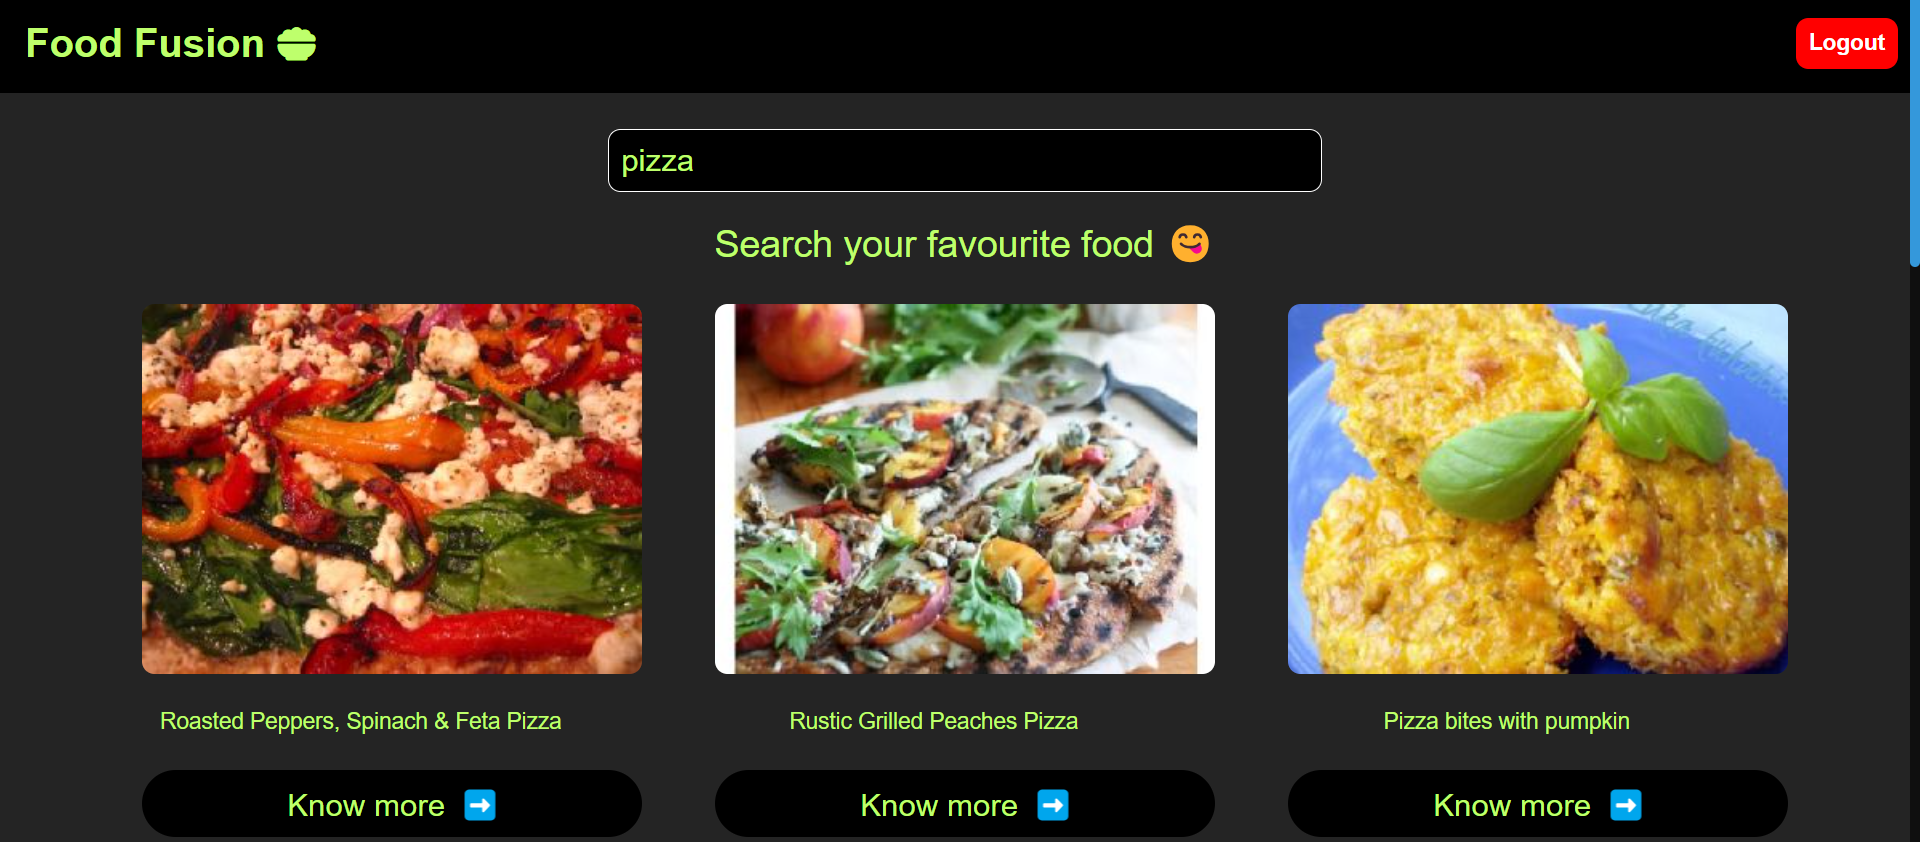 Food Fusion
Logout
pizza
Search your favourite food 😋
Roasted Peppers, Spinach & Feta Pizza
Rustic Grilled Peaches Pizza
Pizza bites with pumpkin
Know more ➡️
Know more ➡️
Know more ➡️